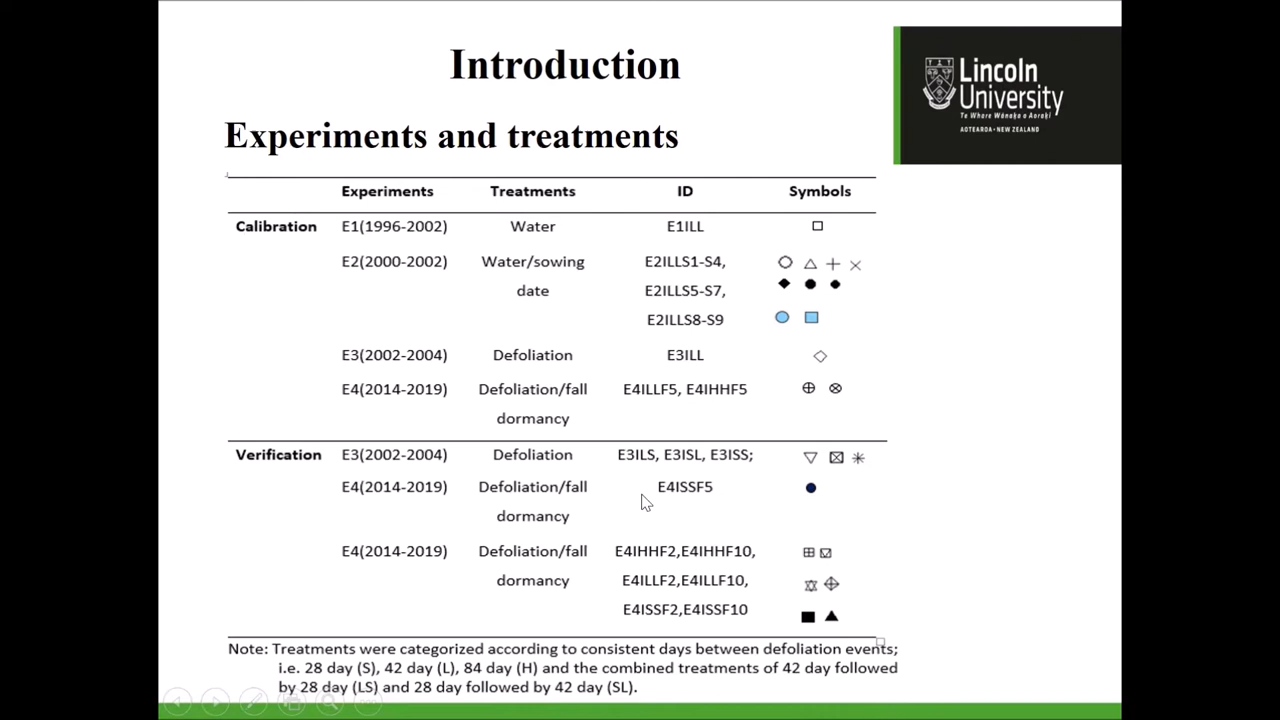 Introduction
Lincoln
University
Te Whare Wānaka o Aoraki
AOTEAROA • NEW ZEALAND
Experiments and treatments
Experiments Treatments ID Symbols
Calibration E1(1996-2002) Water E1ILL
E2(2000-2002) Water/sowing E2ILLS1-S4,
date E2ILLS5-S7,
E2ILLS8-S9
E3(2002-2004) Defoliation E3ILL
E4(2014-2019) Defoliation/fall E4ILLF5, E4IHHF5
dormancy
Verification E3(2002-2004) Defoliation E3ILS, E3ISL, E3ISS;
E4(2014-2019) Defoliation/fall E4ISSF5
dormancy
E4(2014-2019) Defoliation/fall E4IHHF2,E4IHHF10,
dormancy E4ILLF2,E4ILLF10,
E4ISSF2,E4ISSF10
Note: Treatments were categorized according to consistent days between defoliation events;
i.e. 28 day (S), 42 day (L), 84 day (H) and the combined treatments of 42 day followed
by 28 day (LS) and 28 day followed by 42 day (SL).